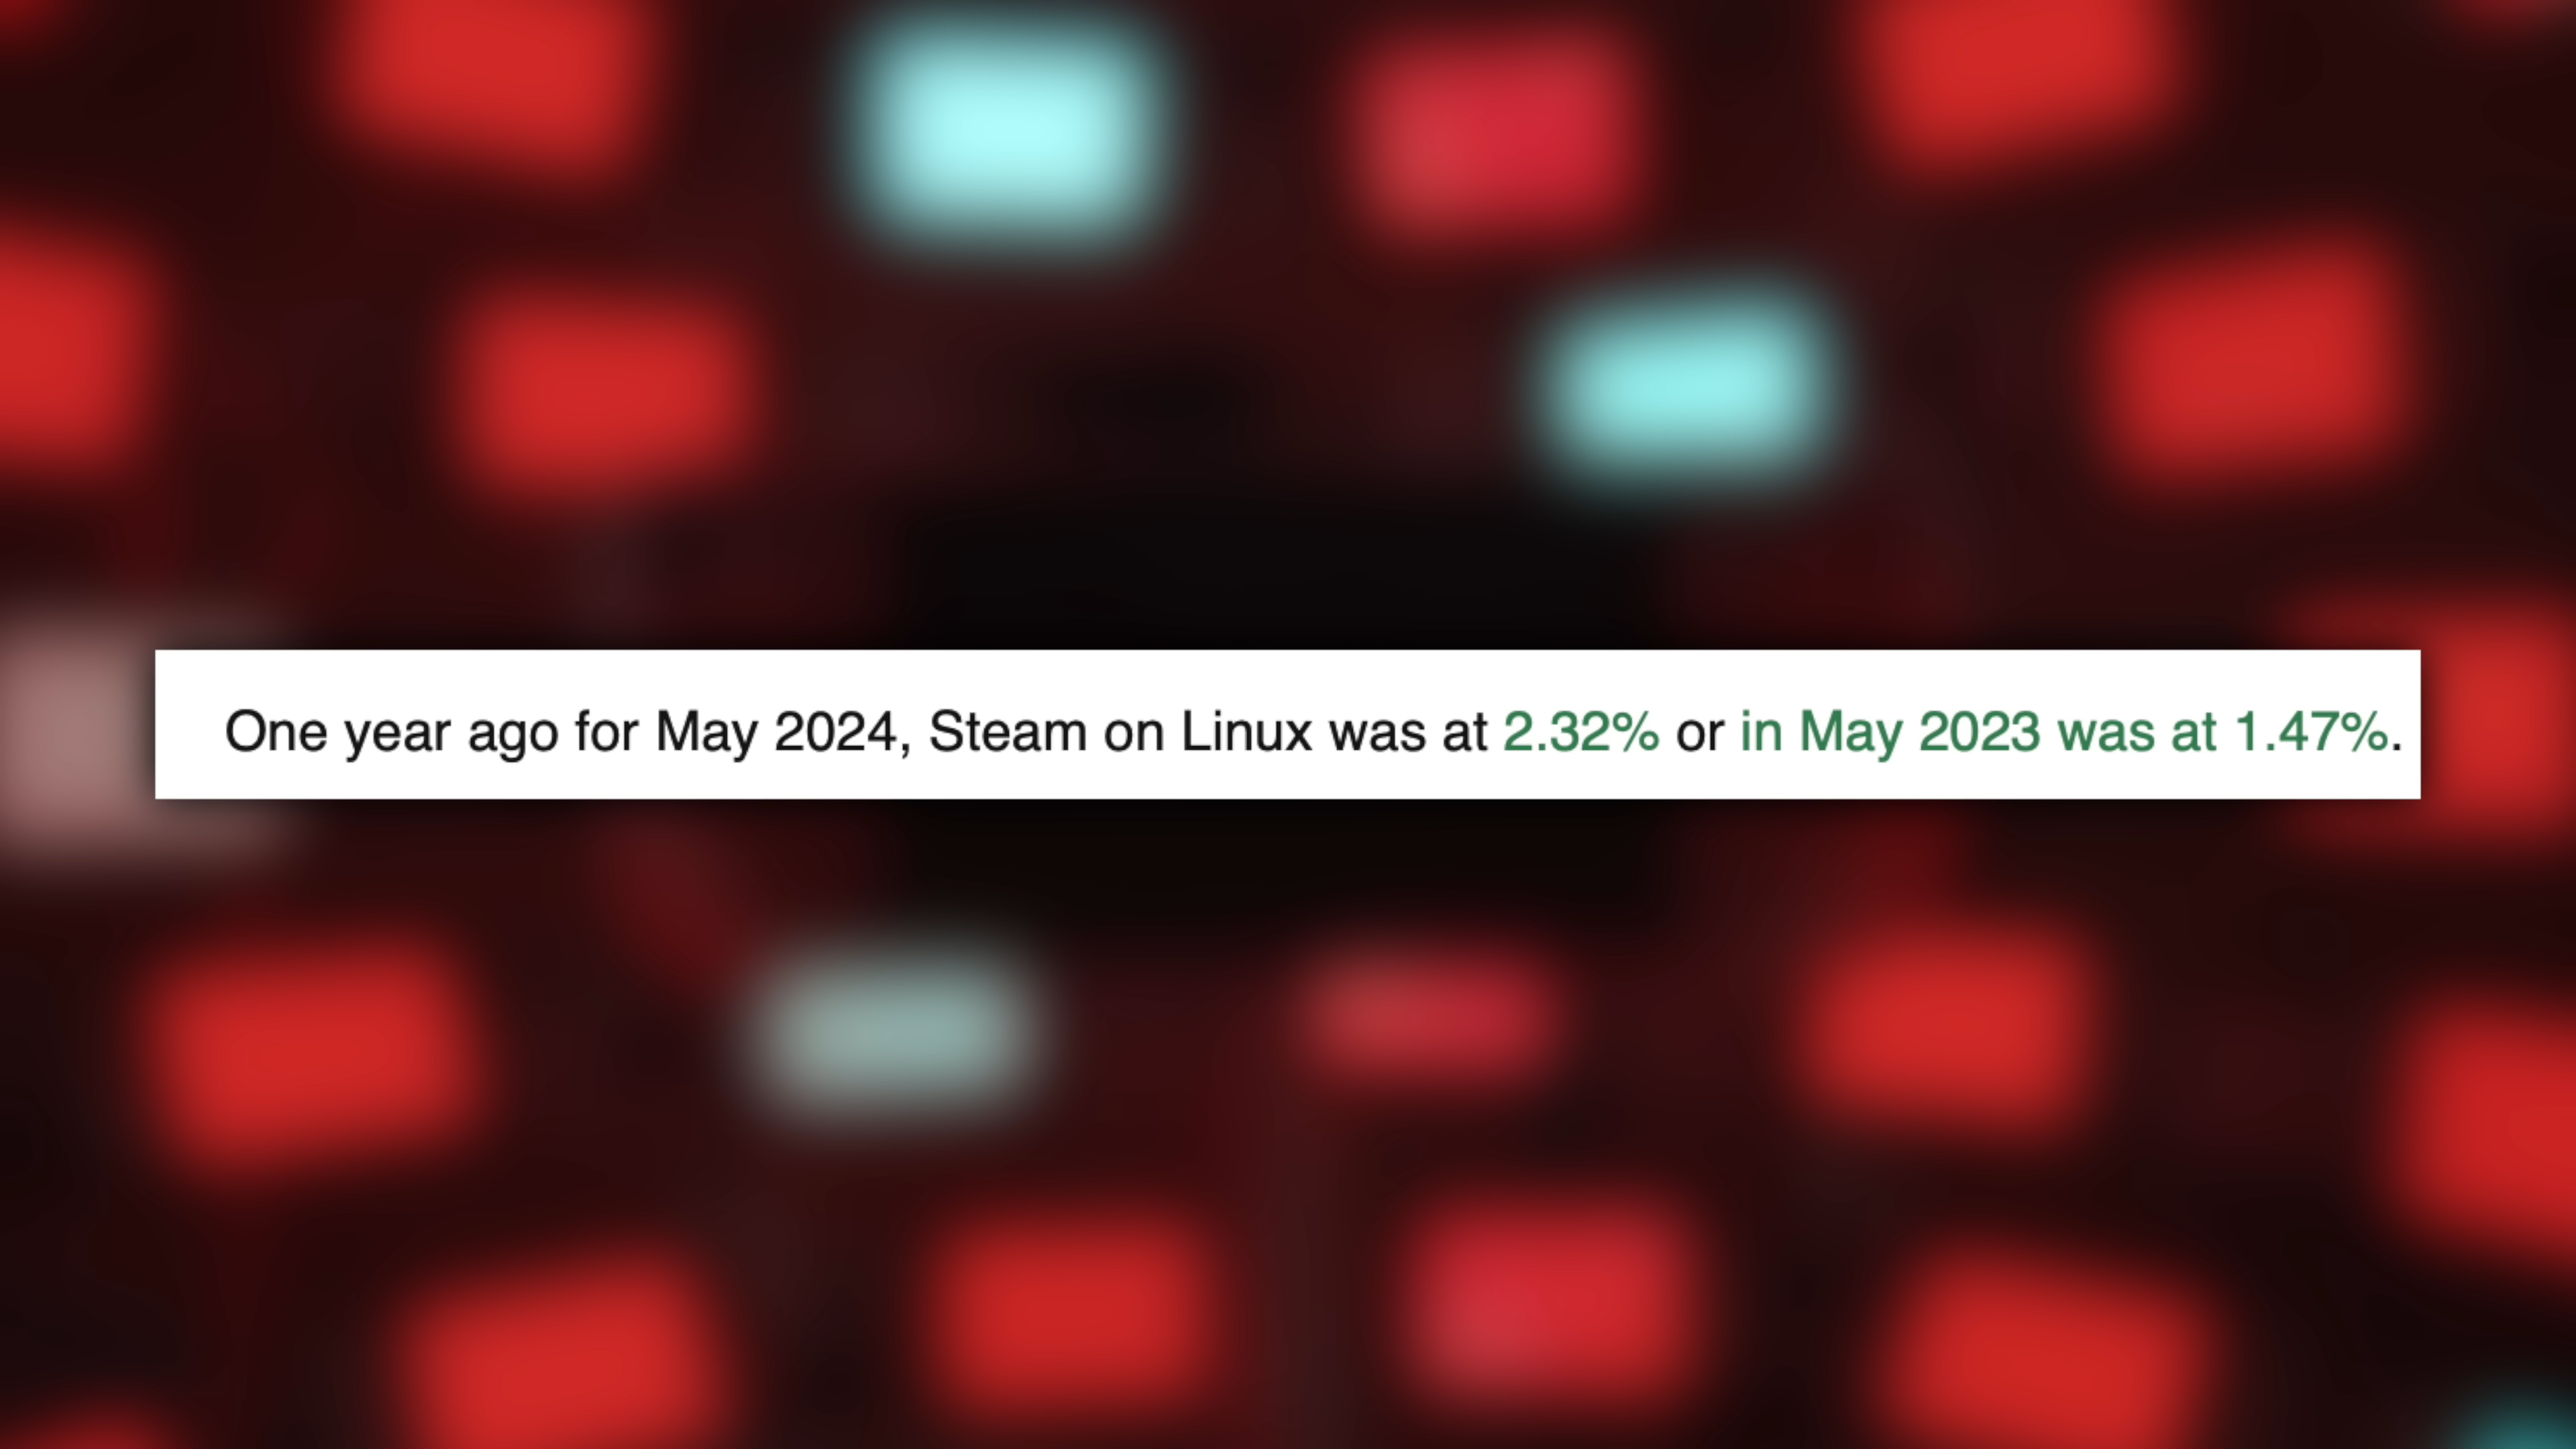 One year ago for May 2024, Steam on Linux was at 2.32% or in May 2023 was at 1.47%.